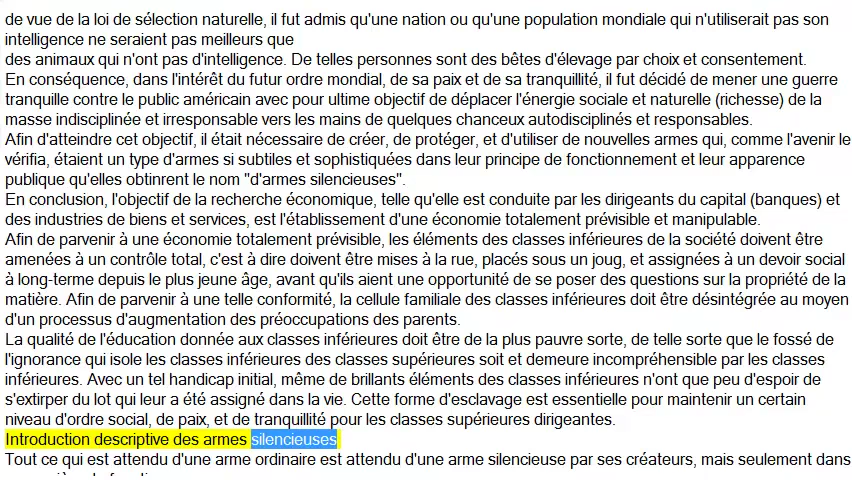 de vue de la loi de sélection naturelle, il fut admis qu'une nation ou qu'une population mondiale qui n'utiliserait pas son
intelligence ne seraient pas meilleurs que
des animaux qui n'ont pas d'intelligence. De telles personnes sont des bêtes d'élevage par choix et consentement.
En conséquence, dans l'intérêt du futur ordre mondial, de sa paix et de sa tranquillité, il fut décidé de mener une guerre
tranquille contre le public américain avec pour ultime objectif de déplacer l'énergie sociale et naturelle (richesse) de la
masse indisciplinée et irresponsable vers les mains de quelques chanceux autodisciplinés et responsables.
Afin d'atteindre cet objectif, il était nécessaire de créer, de protéger, et d'utiliser de nouvelles armes qui, comme l'avenir le
vérifia, étaient un type d'armes si subtiles et sophistiquées dans leur principe de fonctionnement et leur apparence
publique qu'elles obtinrent le nom "d'armes silencieuses".
En conclusion, l'objectif de la recherche économique, telle qu'elle est conduite par les dirigeants du capital (banques) et
des industries de biens et services, est l'établissement d'une économie totalement prévisible et manipulable.
Afin de parvenir à une économie totalement prévisible, les éléments des classes inférieures de la société doivent être
amenées à un contrôle total, c'est à dire doivent être mises à la rue, placés sous un joug, et assignées à un devoir social
à long-terme depuis le plus jeune âge, avant qu'ils aient une opportunité de se poser des questions sur la propriété de la
matière. Afin de parvenir à une telle conformité, la cellule familiale des classes inférieures doit être désintégrée au moyen
d'un processus d'augmentation des préoccupations des parents.
La qualité de l'éducation donnée aux classes inférieures doit être de la plus pauvre sorte, de telle sorte que le fossé de
l'ignorance qui isole les classes inférieures des classes supérieures soit et demeure incompréhensible par les classes
inférieures. Avec un tel handicap initial, même de brillants éléments des classes inférieures n'ont que peu d'espoir de
s'extirper du lot qui leur a été assigné dans la vie. Cette forme d'esclavage est essentielle pour maintenir un certain
niveau d'ordre social, de paix, et de tranquillité pour les classes supérieures dirigeantes.
Introduction descriptive des armes silencieuses
Tout ce qui est attendu d'une arme ordinaire est attendu d'une arme silencieuse par ses créateurs, mais seulement dans